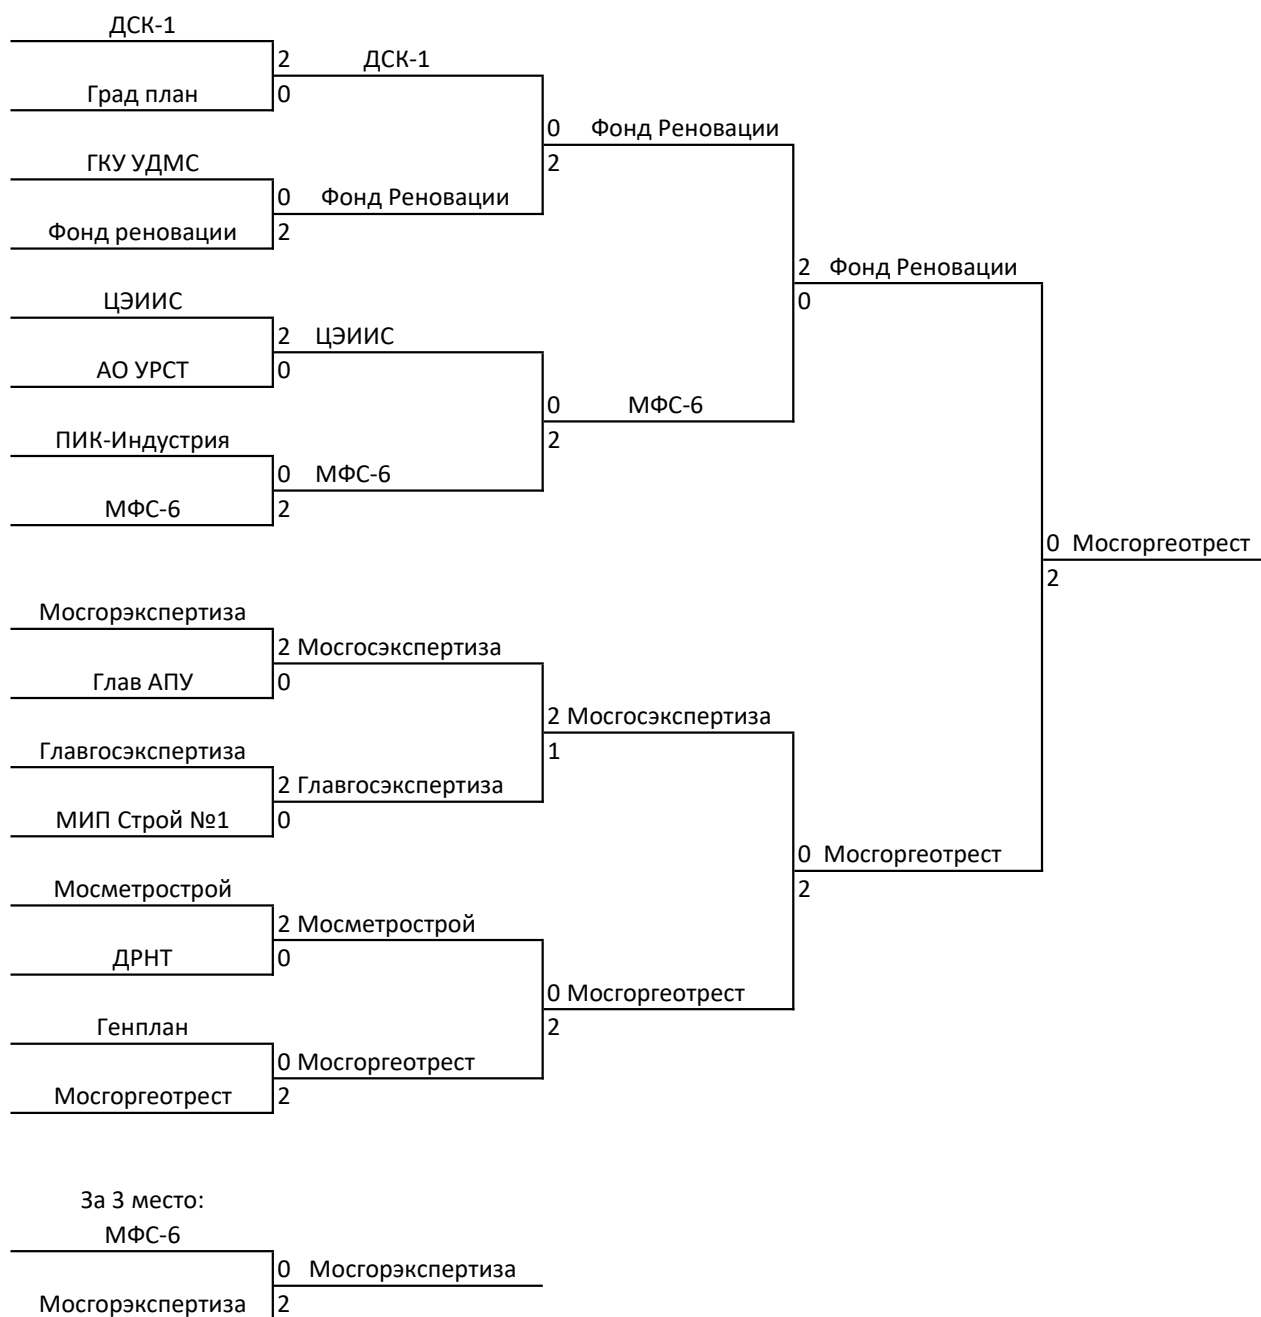 ДСК-1
2 ДСК-1
Град план 0
0 Фонд Реновации
ГКУ УДМС 2
0 Фонд Реновации
Фонд реновации 2
2 Фонд Реновации
ЦЭИИС 0
2 ЦЭИИС
АО УРСТ 0
0 МФС-6
ПИК-Индустрия 2
0 МФС-6
МФС-6 2
0 Мосгоргеотрест
2
Мосгорэкспертиза
2 Мосгосэкспертиза
Глав АПУ 0
2 Мосгосэкспертиза
Главгосэкспертиза 1
2 Главгосэкспертиза
МИП Строй №1 0
0 Мосгоргеотрест
Мосметрострой 2
2 Мосметрострой
ДРНТ 0
0 Мосгоргеотрест
Генплан 2
0 Мосгоргеотрест
Мосгоргеотрест 2
За 3 место:
МФС-6
0 Мосгорэкспертиза
Мосгорэкспертиза 2